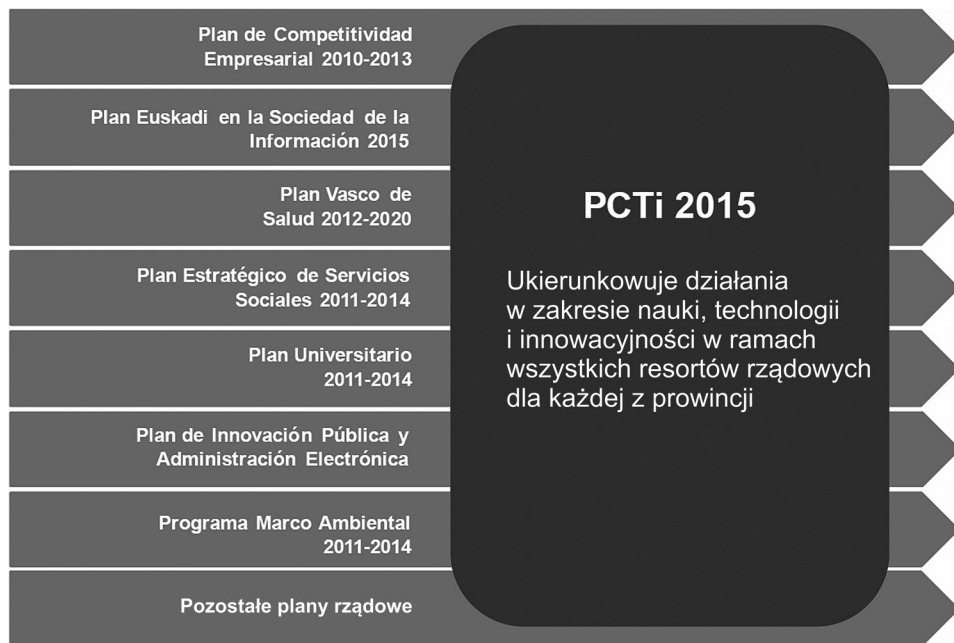 Plan de Competitividad
Empresarial 2010-2013
Plan Euskadi en la Sociedad de la
Información 2015
Plan Vasco de
Salud 2012-2020
Plan Estratégico de Servicios
Sociales 2011-2014
Plan Universitario
2011-2014
Plan de Innovación Pública y
Administración Electrónica
Programa Marco Ambiental
2011-2014
Pozostałe plany rządowe
PCTi 2015
Ukierunkowuje działania
w zakresie nauki, technologii
i innowacyjności w ramach
wszystkich resortów rządowych
dla każdej z prowincji